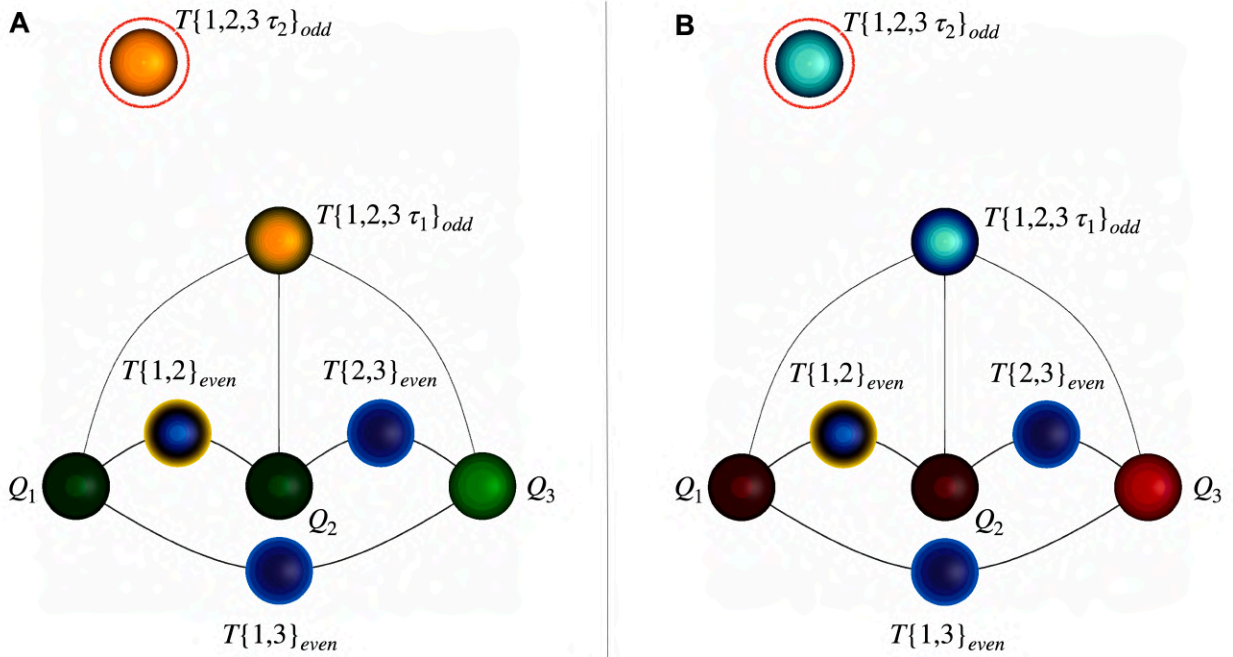 A
T{1,2,3 τ₂}odd
T{1,2,3 τ₁}odd
T{1,2}even
T{2,3}even
Q₁
Q₂
Q₃
T{1,3}even
B
T{1,2,3 τ₂}odd
T{1,2,3 τ₁}odd
T{1,2}even
T{2,3}even
Q₁
Q₂
Q₃
T{1,3}even